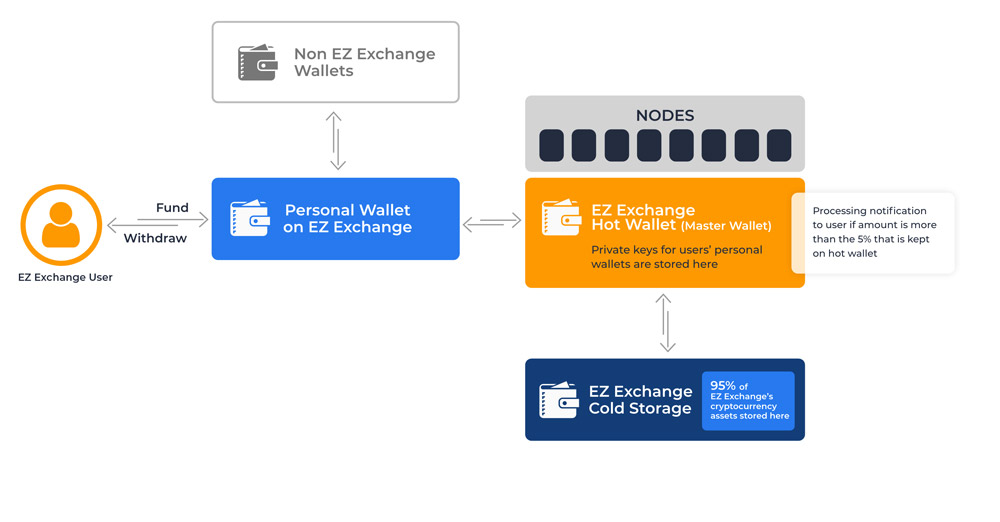 Non EZ Exchange
Wallets
NODES
Fund
Withdraw
EZ Exchange User
Personal Wallet
on EZ Exchange
EZ Exchange
Hot Wallet (Master Wallet)
Private keys for users' personal
wallets are stored here
Processing notification
to user if amount is more
than the 5% that is kept
on hot wallet
EZ Exchange
Cold Storage
95% of
EZ Exchange's
cryptocurrency
assets stored here